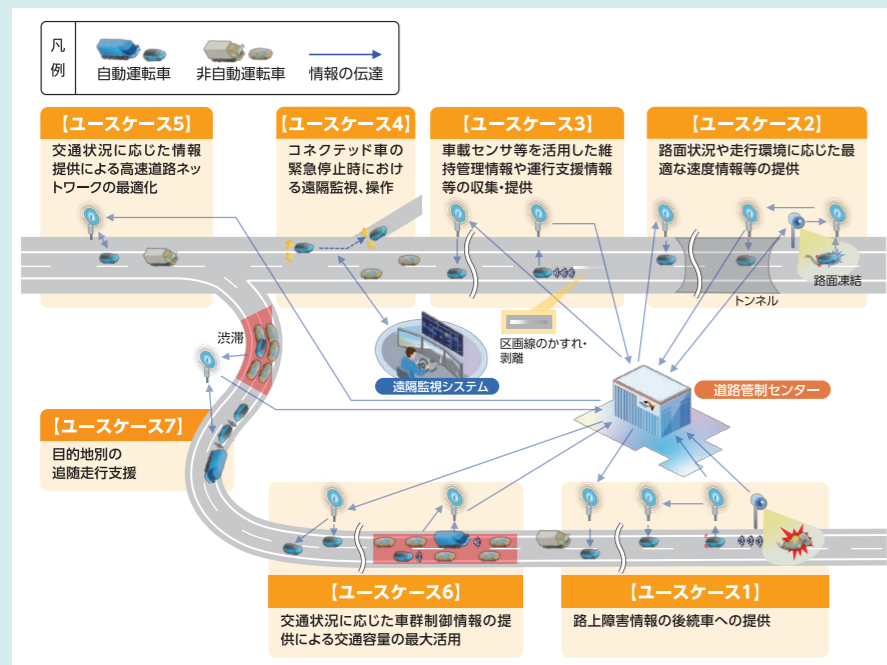 凡
例
自動運転車
非自動運転車
情報の伝達
【ユースケース5】
交通状況に応じた情報
提供による高速道路ネッ
トワークの最適化
【ユースケース4】
コネクテッド車の
緊急停止時におけ
る遠隔監視、操作
【ユースケース3】
車載センサ等を活用した維
持管理情報や運行支援情報
等の収集・提供
【ユースケース2】
路面状況や走行環境に応じた最
適な速度情報等の提供
路面凍結
トンネル
区画線のかすれ・
剥離
渋滞
遠隔監視システム
道路管制センター
【ユースケース7】
目的地別の
追随走行支援
【ユースケース6】
交通状況に応じた車群制御情報の提
供による交通容量の最大活用
【ユースケース1】
路上障害情報の後続車への提供